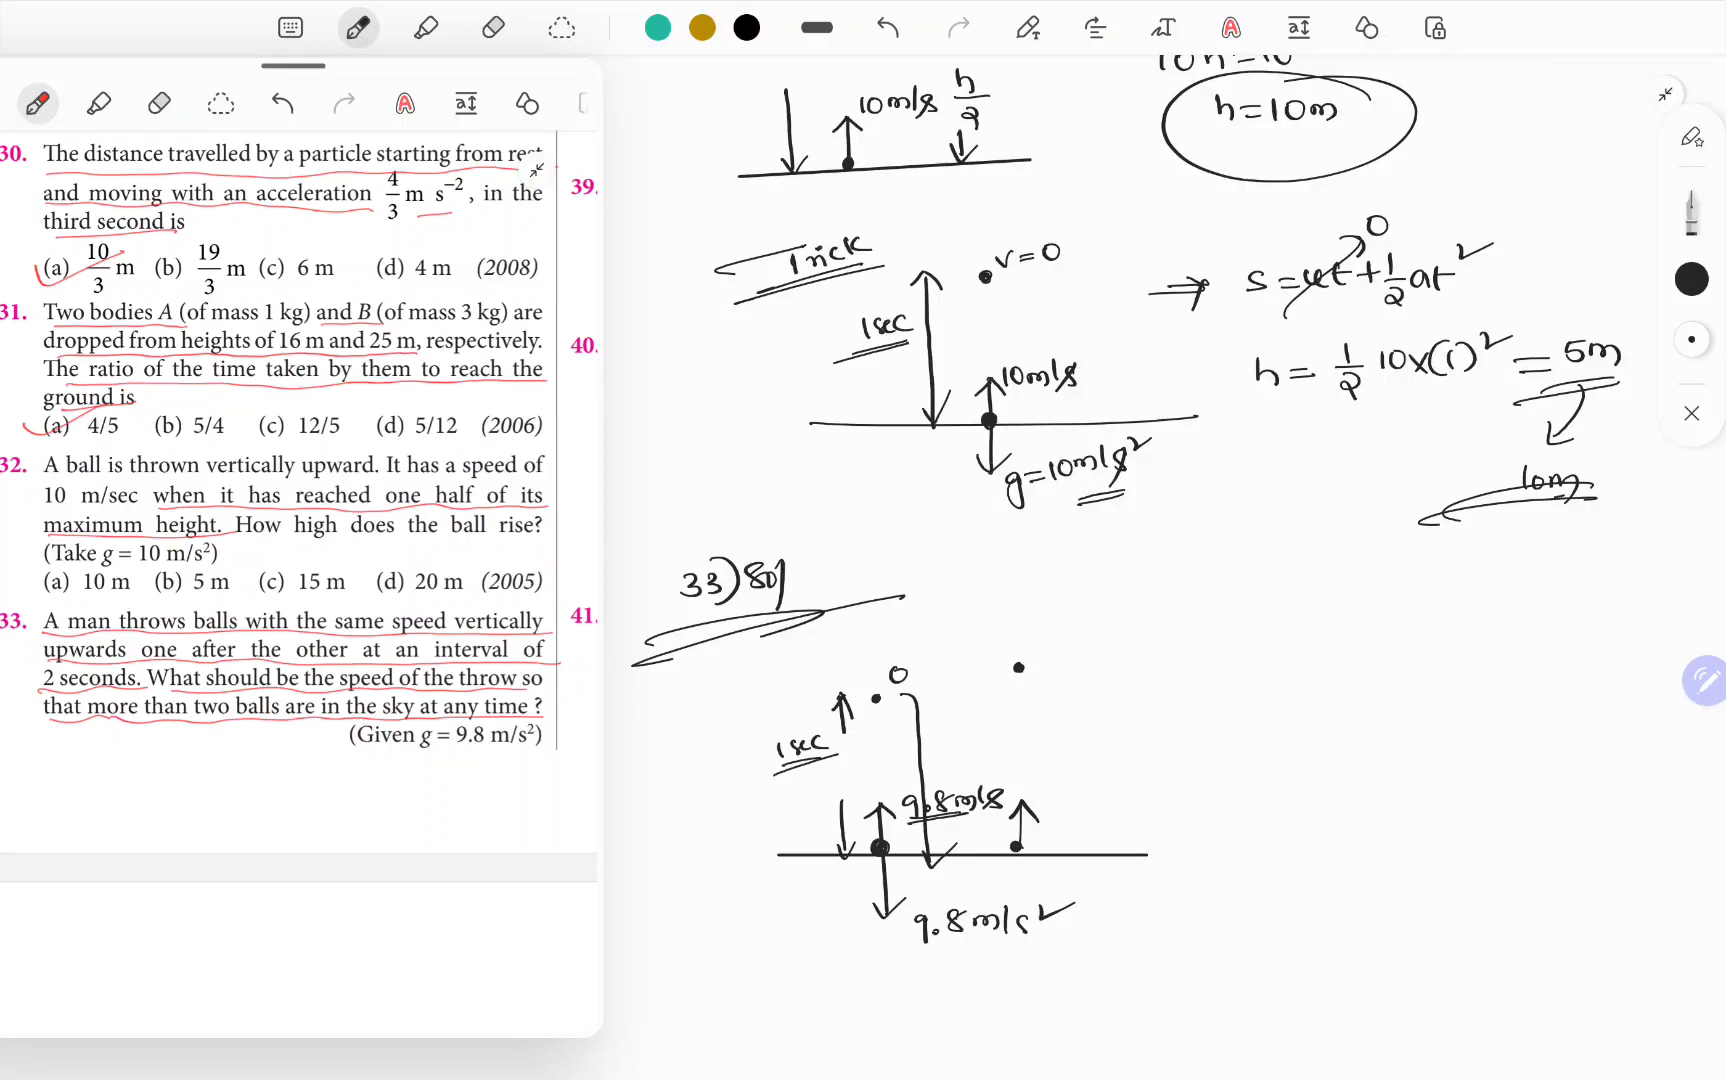 30. The distance travelled by a particle starting from rest
and moving with an acceleration 4/3 m s⁻², in the
third second is
(a) 10/3 m (b) 19/3 m (c) 6 m (d) 4 m (2008)
31. Two bodies A (of mass 1 kg) and B (of mass 3 kg) are
dropped from heights of 16 m and 25 m, respectively.
The ratio of the time taken by them to reach the
ground is
(a) 4/5 (b) 5/4 (c) 12/5 (d) 5/12 (2006)
32. A ball is thrown vertically upward. It has a speed of
10 m/sec when it has reached one half of its
maximum height. How high does the ball rise?
(Take g = 10 m/s²)
(a) 10 m (b) 5 m (c) 15 m (d) 20 m (2005)
33. A man throws balls with the same speed vertically
upwards one after the other at an interval of
2 seconds. What should be the speed of the throw so
that more than two balls are in the sky at any time ?
(Given g = 9.8 m/s²)
39.
40.
41.
10m/s h/2
h=10m
Trick
v=0
1sec
10m/s
g=10m/s²
0
s=ut+1/2at²
h= 1/2 10x(1)² = 5m
10m
33) Sol
0
1sec
9.8m/s
9.8m/s²